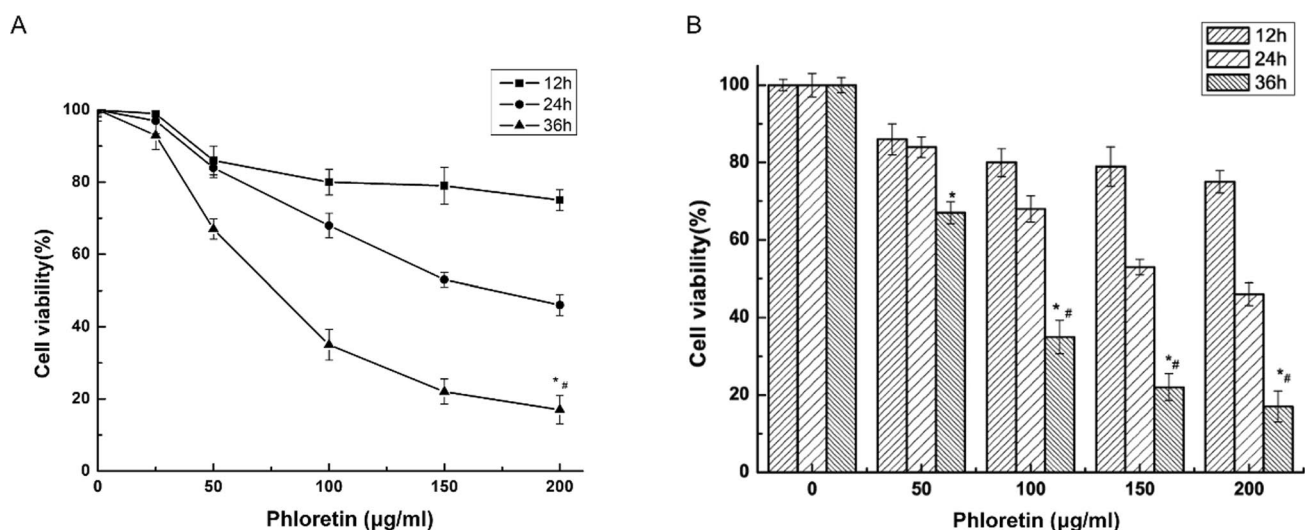 A
12h
24h
36h
Cell viability(%)
100
80
60
40
20
0
* #
0 50 100 150 200
Phloretin (µg/ml)
B
12h
24h
36h
Cell viability(%)
100
80
60
40
20
0
*
* #
*#
*#
0 50 100 150 200
Phloretin (µg/ml)